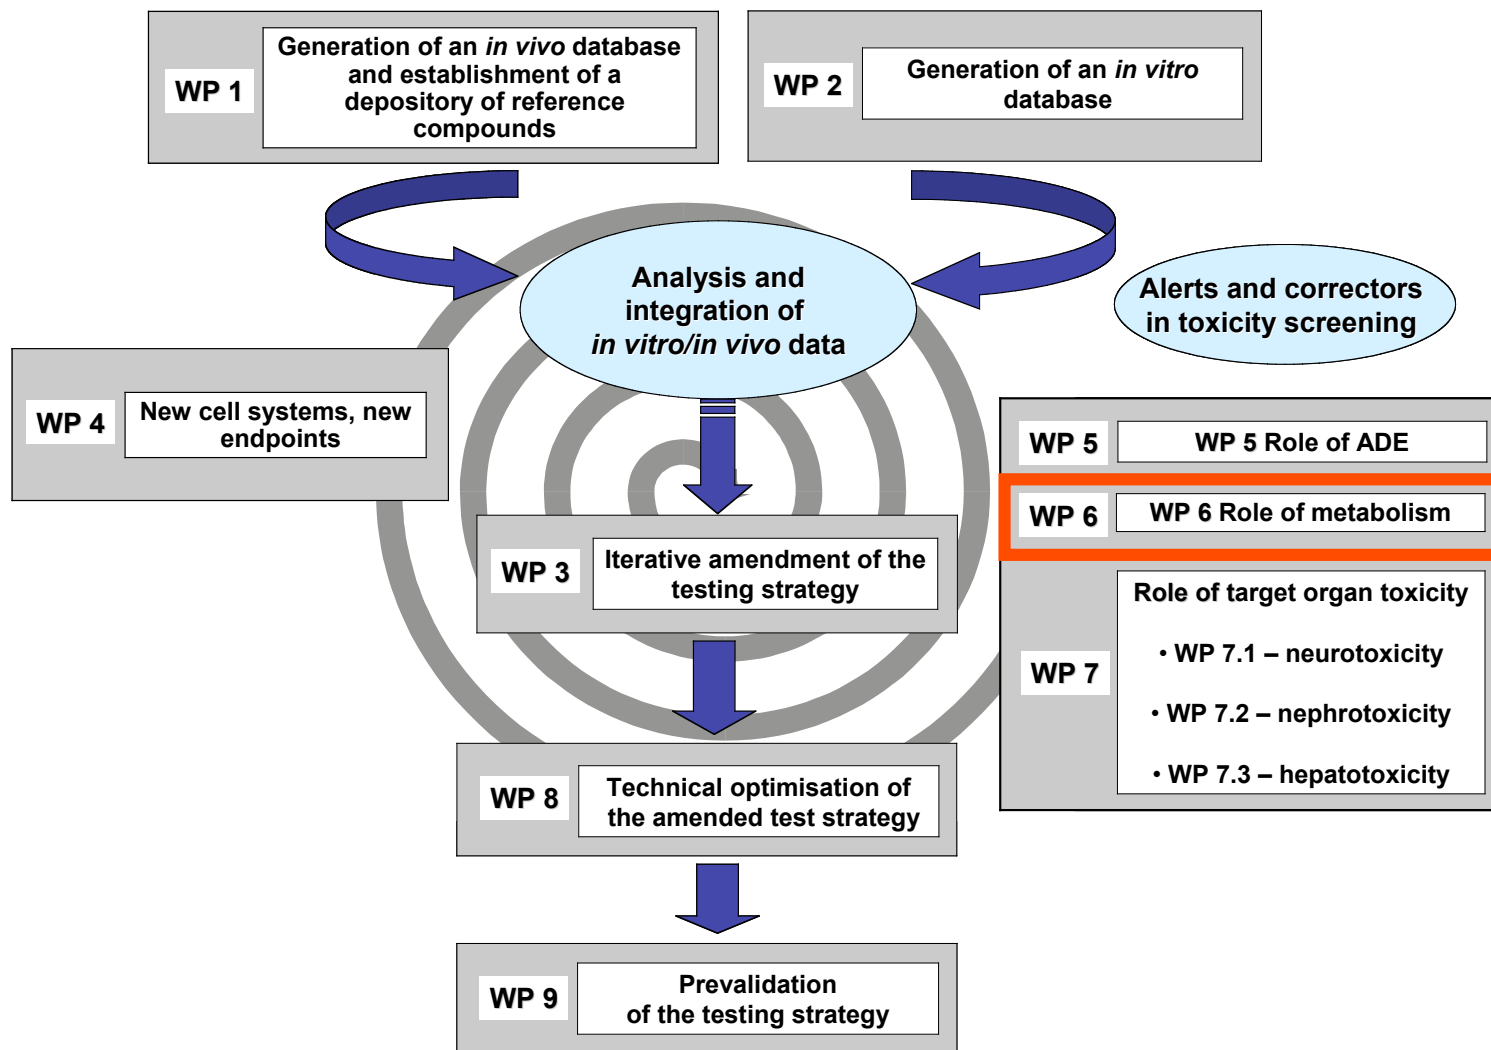 WP 1
Generation of an in vivo database
and establishment of a
depository of reference
compounds
WP 2
Generation of an in vitro
database
Analysis and
integration of
in vitro/in vivo data
Alerts and correctors
in toxicity screening
WP 4
New cell systems, new
endpoints
WP 5
WP 5 Role of ADE
WP 6
WP 6 Role of metabolism
WP 3
Iterative amendment of the
testing strategy
WP 7
Role of target organ toxicity
• WP 7.1 – neurotoxicity
• WP 7.2 – nephrotoxicity
• WP 7.3 – hepatotoxicity
WP 8
Technical optimisation of
the amended test strategy
WP 9
Prevalidation
of the testing strategy